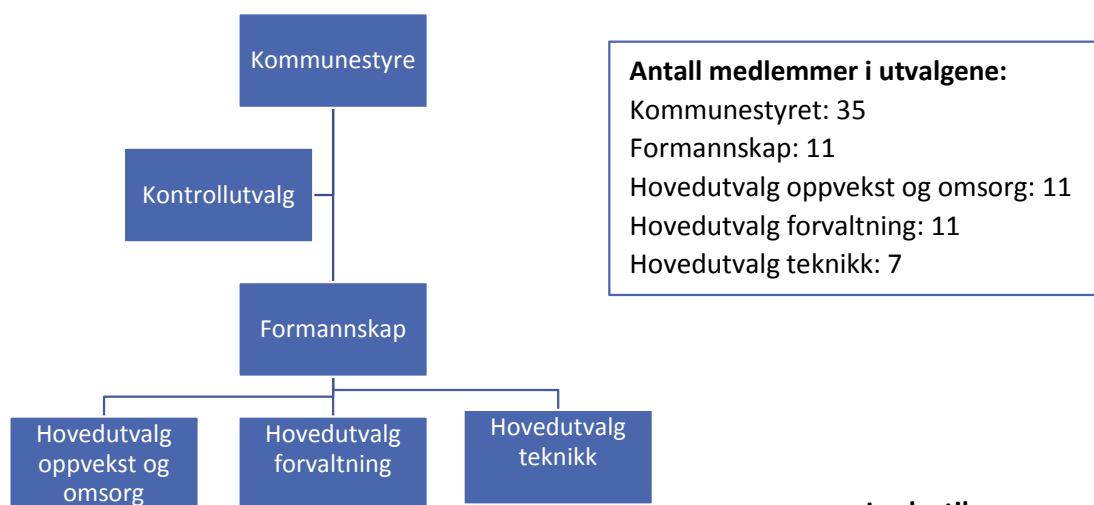 Kommunestyre
Antall medlemmer i utvalgene:
Kommunestyret: 35
Formannskap: 11
Hovedutvalg oppvekst og omsorg: 11
Hovedutvalg forvaltning: 11
Hovedutvalg teknikk: 7
Kontrollutvalg
Formannskap
Hovedutvalg
oppvekst og
omsorg
Hovedutvalg
forvaltning
Hovedutvalg
teknikk